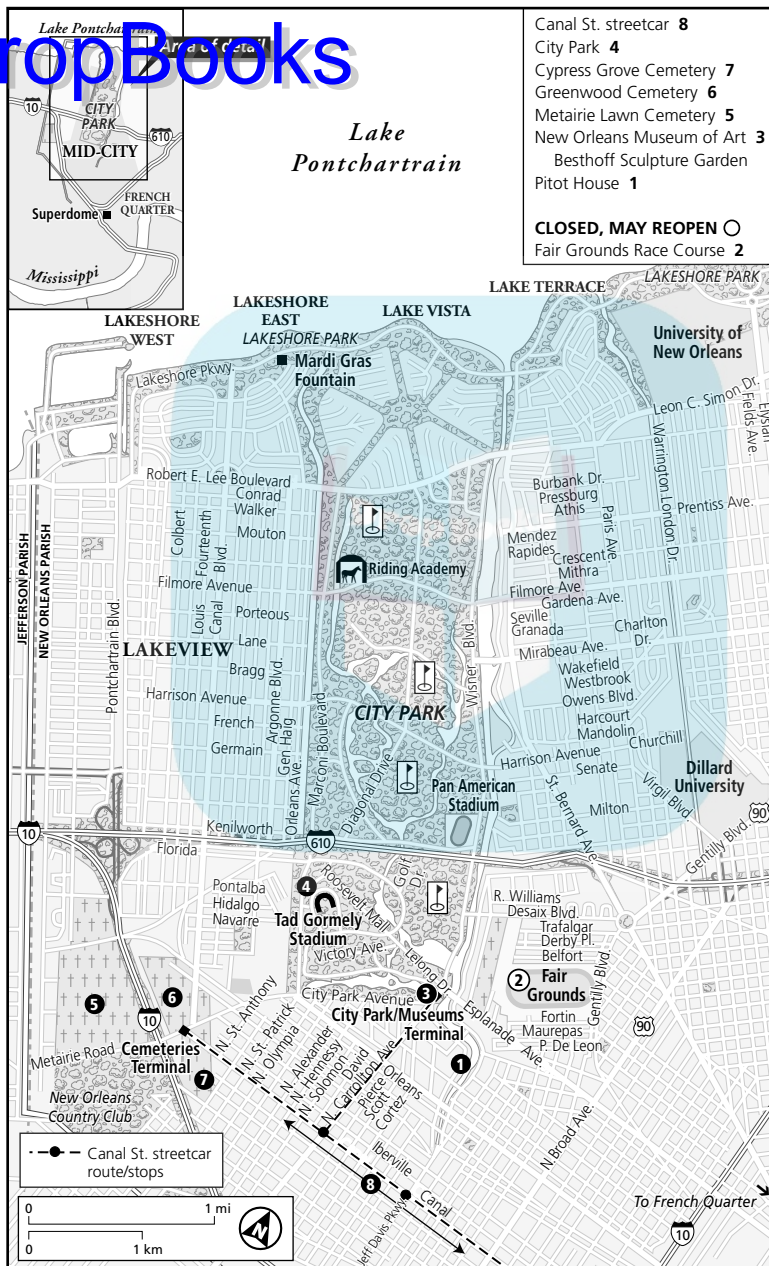 Lake Pontchartrain
Area of detail
ropBooks
10
CITY
PARK
610
MID-CITY
FRENCH
QUARTER
Superdome
Mississippi
Lake
Pontchartrain
Canal St. streetcar 8
City Park 4
Cypress Grove Cemetery 7
Greenwood Cemetery 6
Metairie Lawn Cemetery 5
New Orleans Museum of Art 3
Besthoff Sculpture Garden
Pitot House 1
CLOSED, MAY REOPEN
Fair Grounds Race Course 2
LAKESHORE PARK
LAKE TERRACE
LAKESHORE
EAST
LAKE VISTA
LAKESHORE
WEST
LAKESHORE PARK
University of
New Orleans
Mardi Gras
Fountain
Lakeshore Pkwy.
Leon C. Simon Dr.
Elysian
Fields Ave.
Warrington
London Dr.
Robert E. Lee Boulevard
Conrad
Walker
Mouton
Colbert
Fourteenth
Burbank Dr.
Pressburg
Athis
Prentiss Ave.
Paris Ave.
Mendez
Rapides
Crescent
Mithra
JEFFERSON PARISH
NEW ORLEANS PARISH
Riding Academy
Filmore Avenue
Filmore Ave.
Gardena Ave.
Louis
Canal Blvd.
Porteous
Seville
Granada
Charlton
Dr.
Pontchartrain Blvd.
LAKEVIEW
Lane
Bragg
Mirabeau Ave.
Wisner Blvd.
Wakefield
Westbrook
Owens Blvd.
Harrison Avenue
French
Germain
Argonne Blvd.
Gen Haig
Orleans Ave.
Marconi Boulevard
CITY PARK
Harcourt
Mandolin
Churchill
Harrison Avenue
Senate
Diagonal Drive
Pan American
Stadium
Dillard
University
Virgil Blvd.
Milton
St. Bernard Ave.
90
Gentilly Blvd.
10
Kenilworth
610
Florida
Pontalba
Hidalgo
Navarre
4
Roosevelt Mall
Golf Dr.
Tad Gormely
Stadium
Victory Ave.
Lelong Dr.
R. Williams
Desaix Blvd.
Trafalgar
Derby Pl.
Belfort
2
Fair
Grounds
Gentilly Blvd.
5
6
10
N. St. Anthony
City Park Avenue
3
City Park/Museums
Terminal
Esplanade Ave.
Fortin
Maurepas
P. De Leon
90
Metairie Road
Cemeteries
Terminal
7
N. St. Patrick
N. Olympia
N. Alexander
N. Hennessy
N. Solomon
David
N. Carrollton Ave.
Pierce
Scott
Cortez
Orleans
1
New Orleans
Country Club
N. Broad Ave.
Iberville
Canal
8
Jeff Davis Pkwy.
Canal St. streetcar
route/stops
To French Quarter
10
0 1 mi
0 1 km
N